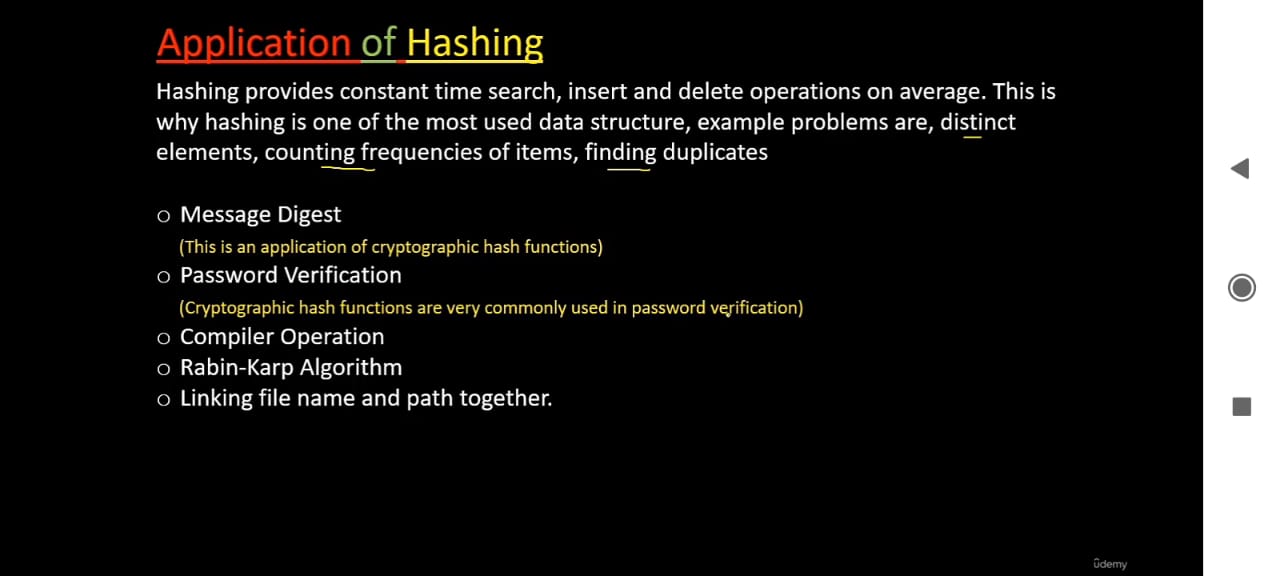 Application of Hashing
Hashing provides constant time search, insert and delete operations on average. This is
why hashing is one of the most used data structure, example problems are, distinct
elements, counting frequencies of items, finding duplicates
o Message Digest
(This is an application of cryptographic hash functions)
o Password Verification
(Cryptographic hash functions are very commonly used in password verification)
o Compiler Operation
o Rabin-Karp Algorithm
o Linking file name and path together.
ûdemy